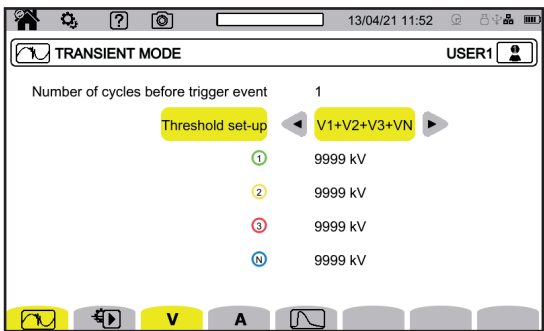 13/04/21 11:52
TRANSIENT MODE USER1
Number of cycles before trigger event 1
Threshold set-up V1+V2+V3+VN
1 9999 kV
2 9999 kV
3 9999 kV
N 9999 kV
V A